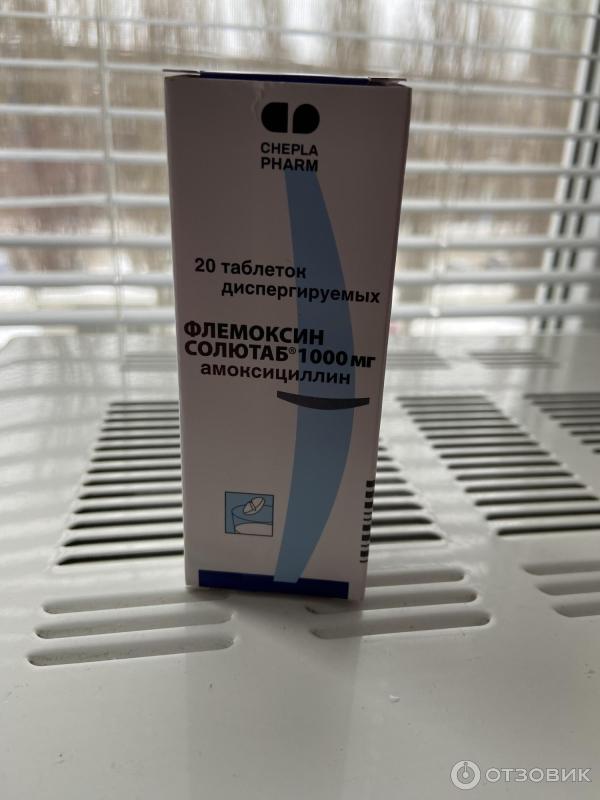 CHEPLA
PHARM
20 таблеток
диспергируемых
ФЛЕМОКСИН
СОЛЮТАБ® 1000 мг
амоксициллин
ОТЗОВИК